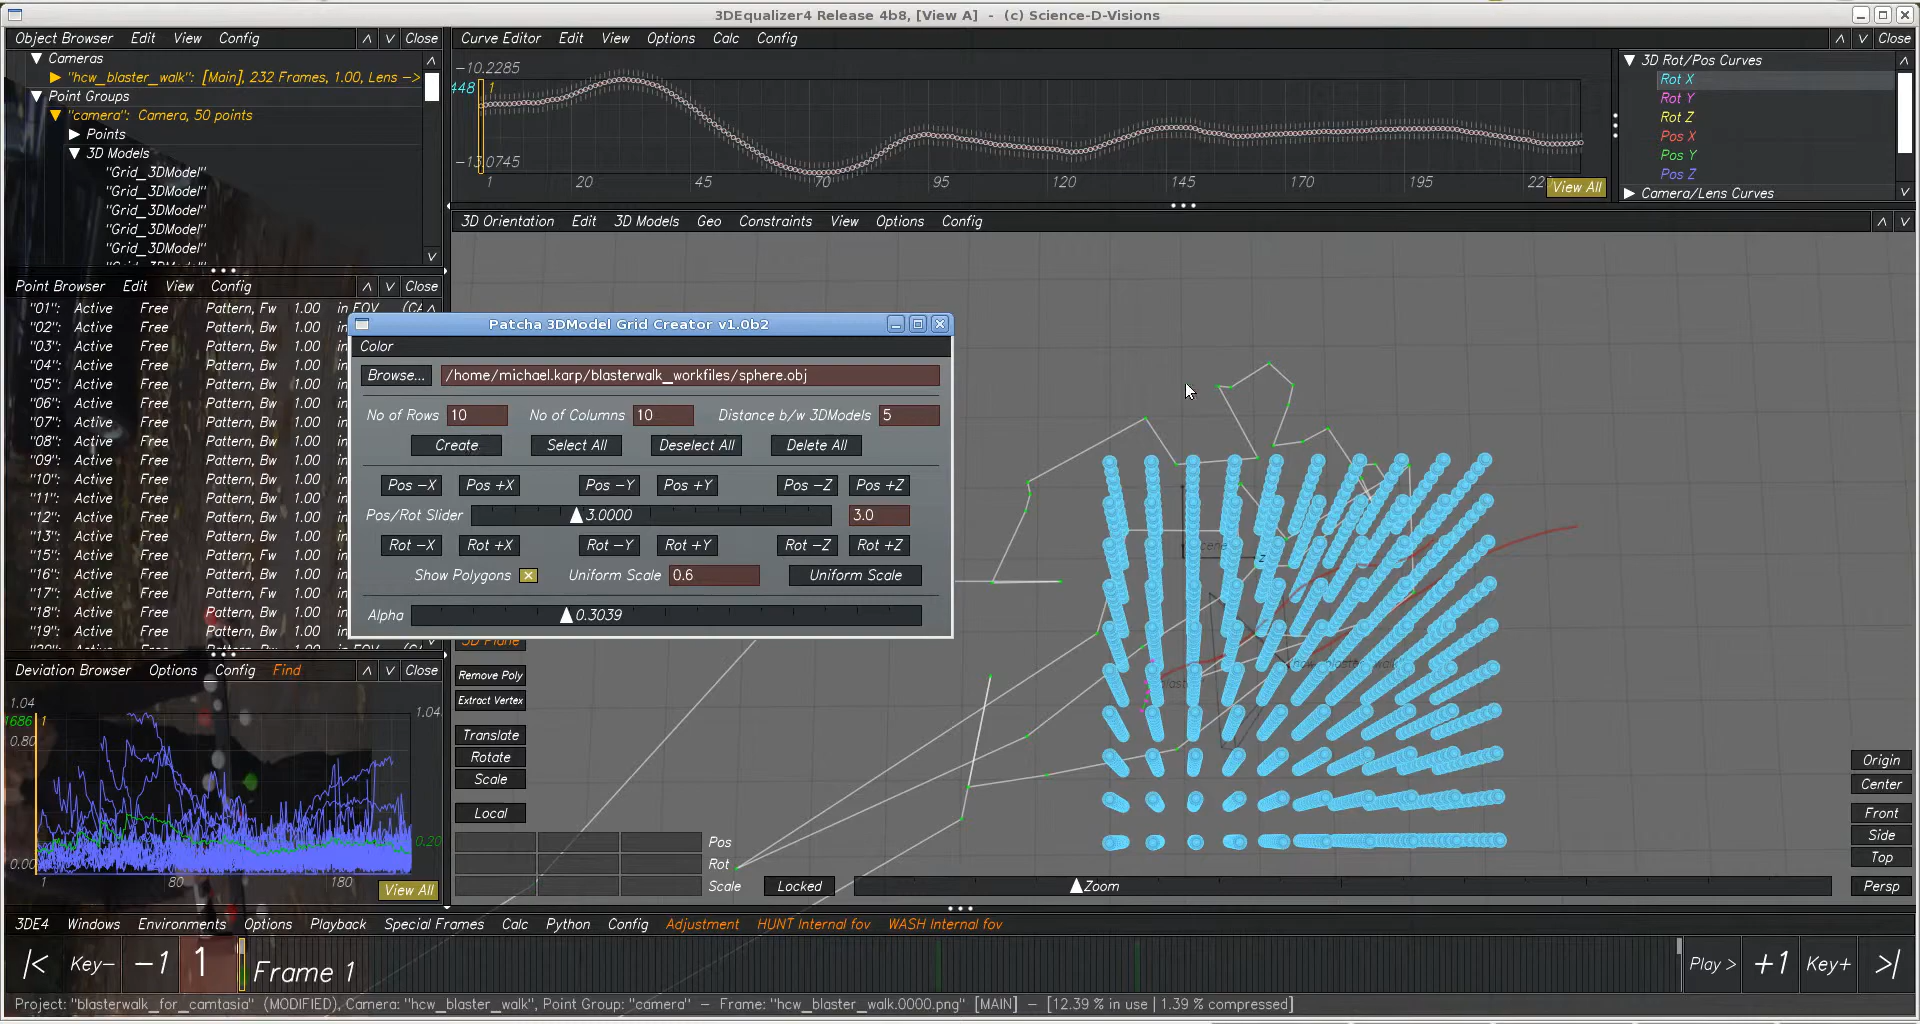 3DEqualizer4 Release 4b8, [View A]  -  (c) Science-D-Visions
Object Browser  Edit  View  Config  Close
Cameras
"hcw_blaster_walk": [Main], 232 Frames, 1.00, Lens ->
Point Groups
"camera": Camera, 50 points
Points
3D Models
"Grid_3DModel"
"Grid_3DModel"
"Grid_3DModel"
"Grid_3DModel"
"Grid_3DModel"
Curve Editor  Edit  View  Options  Calc  Config  Close
-10.2285
448  1
-13.0745
1  20  45  70  95  120  145  170  195  22
View All
3D Rot/Pos Curves
Rot X
Rot Y
Rot Z
Pos X
Pos Y
Pos Z
Camera/Lens Curves
3D Orientation  Edit  3D Models  Geo  Constraints  View  Options  Config
Point Browser  Edit  View  Config  Close
"01":  Active  Free  Pattern, Fw  1.00  in FOV
"02":  Active  Free  Pattern, Bw  1.00
"03":  Active  Free  Pattern, Bw  1.00
"04":  Active  Free  Pattern, Bw  1.00
"05":  Active  Free  Pattern, Bw  1.00
"06":  Active  Free  Pattern, Bw  1.00
"07":  Active  Free  Pattern, Bw  1.00
"08":  Active  Free  Pattern, Bw  1.00
"09":  Active  Free  Pattern, Bw  1.00
"10":  Active  Free  Pattern, Bw  1.00
"11":  Active  Free  Pattern, Bw  1.00
"12":  Active  Free  Pattern, Bw  1.00
"13":  Active  Free  Pattern, Bw  1.00
"15":  Active  Free  Pattern, Fw  1.00
"16":  Active  Free  Pattern, Bw  1.00
"17":  Active  Free  Pattern, Bw  1.00
"18":  Active  Free  Pattern, Bw  1.00
"19":  Active  Free  Pattern, Bw  1.00
Patcha 3DModel Grid Creator v1.0b2
Color
Browse...  /home/michael.karp/blasterwalk_workfiles/sphere.obj
No of Rows 10  No of Columns 10  Distance b/w 3DModels 5
Create  Select All  Deselect All  Delete All
Pos -X  Pos +X  Pos -Y  Pos +Y  Pos -Z  Pos +Z
Pos/Rot Slider  3.0000  3.0
Rot -X  Rot +X  Rot -Y  Rot +Y  Rot -Z  Rot +Z
Show Polygons  Uniform Scale 0.6  Uniform Scale
Alpha  0.3039
3D Plane
Remove Poly
Extract Vertex
Translate
Rotate
Scale
Local
Pos
Rot
Scale  Locked  Zoom
Origin
Center
Front
Side
Top
Persp
Deviation Browser  Options  Config  Find  Close
1.04  1.04
1686  1
0.80
0.20
0.00
1  80  180
View All
3DE4  Windows  Environments  Options  Playback  Special Frames  Calc  Python  Config  Adjustment  HUNT Internal fov  WASH Internal fov
|<  Key-  -1  1  Frame 1  Play >  +1  Key+  >|
Project: "blasterwalk_for_camtasia"  (MODIFIED), Camera: "hcw_blaster_walk", Point Group: "camera"  -  Frame: "hcw_blaster_walk.0000.png"  [MAIN]  -  [12.39 % in use | 1.39 % compressed]